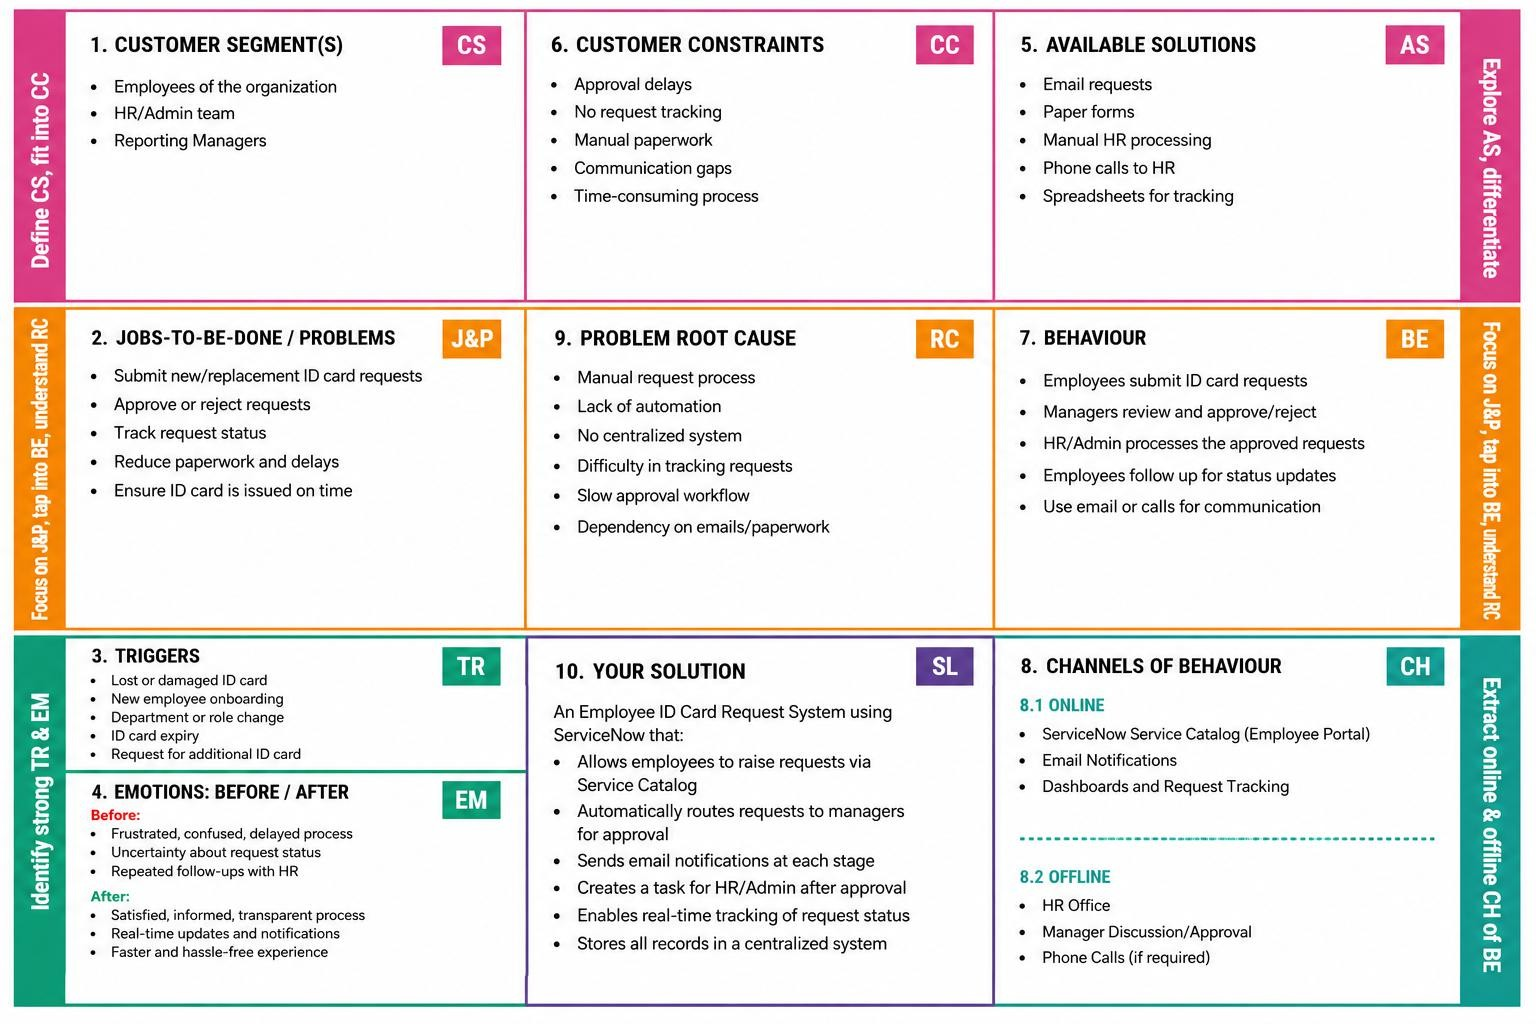 Define CS, fit into CC
1. CUSTOMER SEGMENT(S)
CS
• Employees of the organization
• HR/Admin team
• Reporting Managers
6. CUSTOMER CONSTRAINTS
CC
• Approval delays
• No request tracking
• Manual paperwork
• Communication gaps
• Time-consuming process
5. AVAILABLE SOLUTIONS
AS
• Email requests
• Paper forms
• Manual HR processing
• Phone calls to HR
• Spreadsheets for tracking
Explore AS, differentiate
Focus on J&P, tap into BE, understand RC
2. JOBS-TO-BE-DONE / PROBLEMS
J&P
• Submit new/replacement ID card requests
• Approve or reject requests
• Track request status
• Reduce paperwork and delays
• Ensure ID card is issued on time
9. PROBLEM ROOT CAUSE
RC
• Manual request process
• Lack of automation
• No centralized system
• Difficulty in tracking requests
• Slow approval workflow
• Dependency on emails/paperwork
7. BEHAVIOUR
BE
• Employees submit ID card requests
• Managers review and approve/reject
• HR/Admin processes the approved requests
• Employees follow up for status updates
• Use email or calls for communication
Focus on J&P, tap into BE, understand RC
Identify strong TR & EM
3. TRIGGERS
TR
• Lost or damaged ID card
• New employee onboarding
• Department or role change
• ID card expiry
• Request for additional ID card
4. EMOTIONS: BEFORE / AFTER
EM
Before:
• Frustrated, confused, delayed process
• Uncertainty about request status
• Repeated follow-ups with HR
After:
• Satisfied, informed, transparent process
• Real-time updates and notifications
• Faster and hassle-free experience
10. YOUR SOLUTION
SL
An Employee ID Card Request System using
ServiceNow that:
• Allows employees to raise requests via
Service Catalog
• Automatically routes requests to managers
for approval
• Sends email notifications at each stage
• Creates a task for HR/Admin after approval
• Enables real-time tracking of request status
• Stores all records in a centralized system
8. CHANNELS OF BEHAVIOUR
CH
8.1 ONLINE
• ServiceNow Service Catalog (Employee Portal)
• Email Notifications
• Dashboards and Request Tracking
8.2 OFFLINE
• HR Office
• Manager Discussion/Approval
• Phone Calls (if required)
Extract online & offline CH of BE